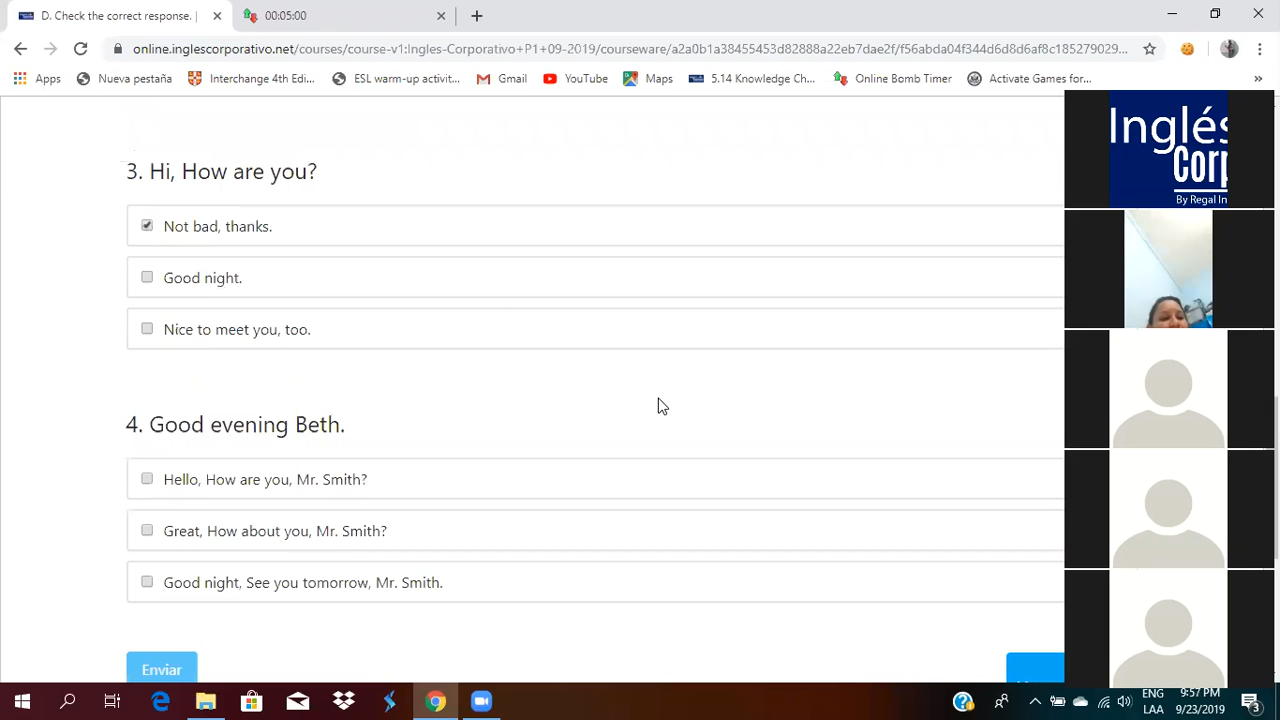 D. Check the correct response. |
00:05:00
online.inglescorporativo.net/courses/course-v1:Ingles-Corporativo+P1+09-2019/courseware/a2a0b1a38455453d82888a22eb7dae2f/f56abda04f344d6d8d6af8c185279029...
Apps
Nueva pestaña
Interchange 4th Edi...
ESL warm-up activit...
Gmail
YouTube
Maps
5.14 Knowledge Ch...
Online Bomb Timer
Activate Games for...
»
Inglés
Corp
By Regal In
3. Hi, How are you?
Not bad, thanks.
Good night.
Nice to meet you, too.
4. Good evening Beth.
Hello, How are you, Mr. Smith?
Great, How about you, Mr. Smith?
Good night, See you tomorrow, Mr. Smith.
Enviar
ENG
LAA
9:57 PM
9/23/2019
3